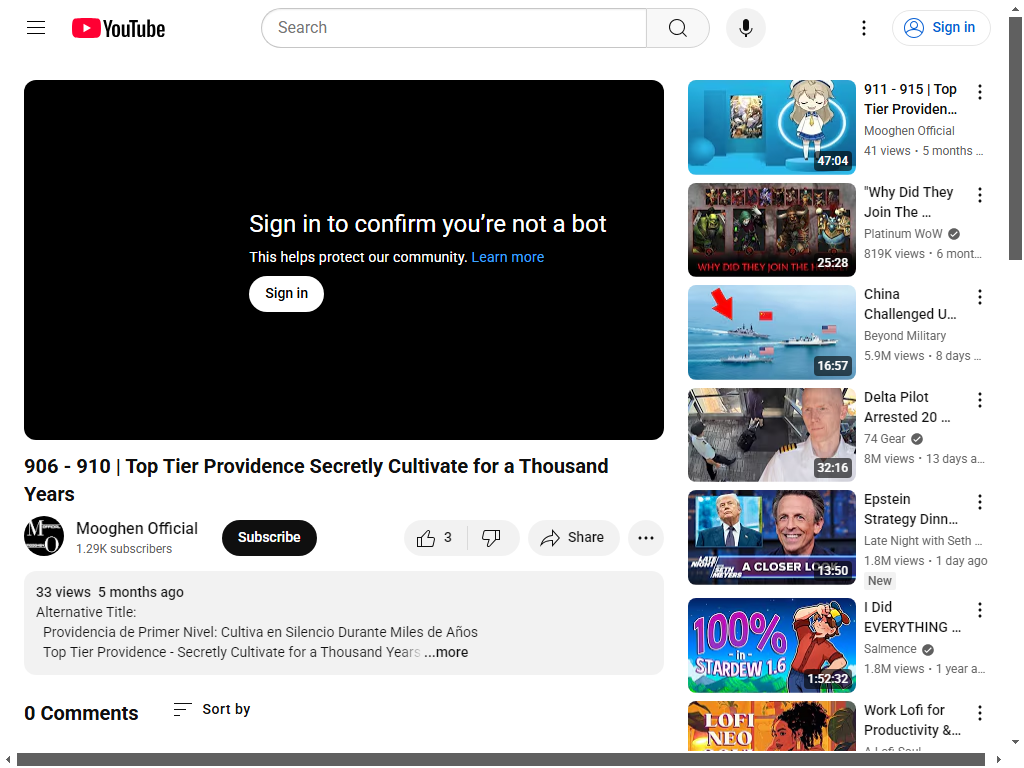 YouTube
Search
Sign in
Sign in to confirm you’re not a bot
This helps protect our community. Learn more
Sign in
906 - 910 | Top Tier Providence Secretly Cultivate for a Thousand
Years
Mooghen Official
1.29K subscribers
Subscribe
3
Share
33 views 5 months ago
Alternative Title:
Providencia de Primer Nivel: Cultiva en Silencio Durante Miles de Años
Top Tier Providence - Secretly Cultivate for a Thousand Years ...more
0 Comments
Sort by
47:04
911 - 915 | Top
Tier Providen...
Mooghen Official
41 views • 5 months ...
WHY DID THEY JOIN THE
25:28
"Why Did They
Join The ...
Platinum WoW
819K views • 6 mont...
16:57
China
Challenged U...
Beyond Military
5.9M views • 8 days ...
32:16
Delta Pilot
Arrested 20 ...
74 Gear
8M views • 13 days a...
LATE NIGHT SETH MEYERS
A CLOSER LOOK
13:50
Epstein
Strategy Dinn...
Late Night with Seth ...
1.8M views • 1 day ago
New
100%
-in-
STARDEW 1.6
1:52:32
I Did
EVERYTHING ...
Salmence
1.8M views • 1 year a...
LOFI
NEO
Work Lofi for
Productivity &...
A Lofi Soul